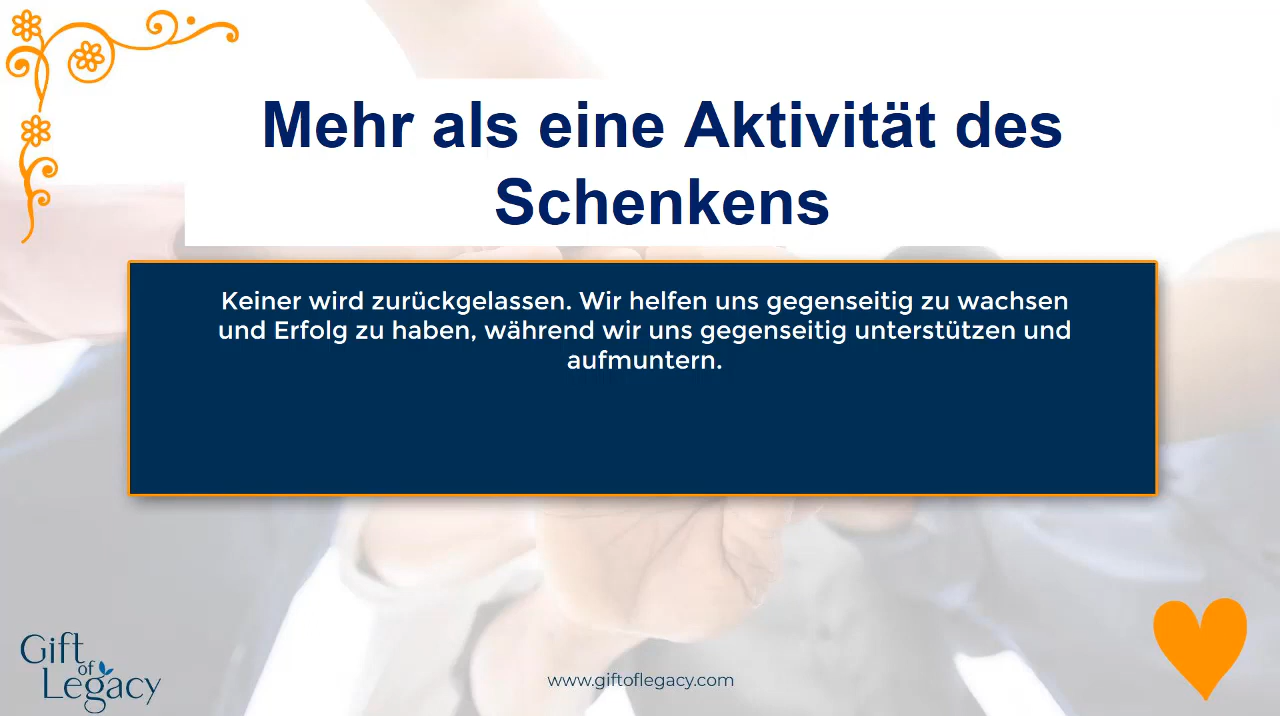 Mehr als eine Aktivität des
Schenkens
Keiner wird zurückgelassen. Wir helfen uns gegenseitig zu wachsen
und Erfolg zu haben, während wir uns gegenseitig unterstützen und
aufmuntern.
Gift
of
Legacy
www.giftoflegacy.com